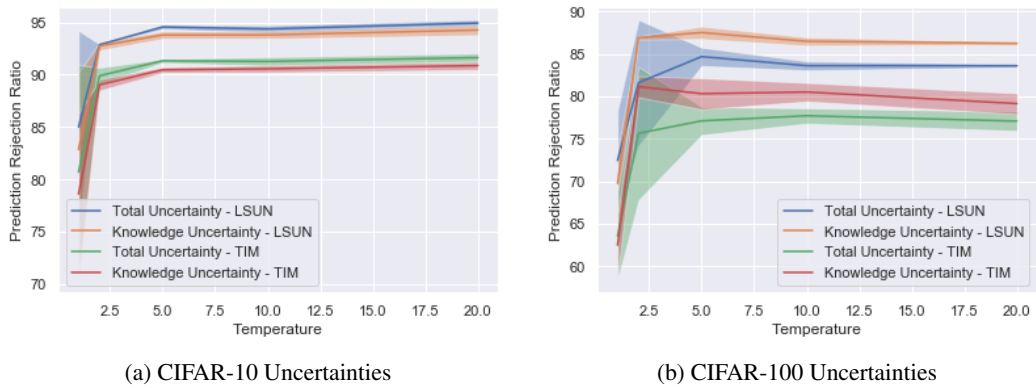 95
90
85
80
75
70
Prediction Rejection Ratio
Total Uncertainty - LSUN
Knowledge Uncertainty - LSUN
Total Uncertainty - TIM
Knowledge Uncertainty - TIM
2.5 5.0 7.5 10.0 12.5 15.0 17.5 20.0
Temperature
(a) CIFAR-10 Uncertainties
90
85
80
75
70
65
60
Prediction Rejection Ratio
Total Uncertainty - LSUN
Knowledge Uncertainty - LSUN
Total Uncertainty - TIM
Knowledge Uncertainty - TIM
2.5 5.0 7.5 10.0 12.5 15.0 17.5 20.0
Temperature
(b) CIFAR-100 Uncertainties